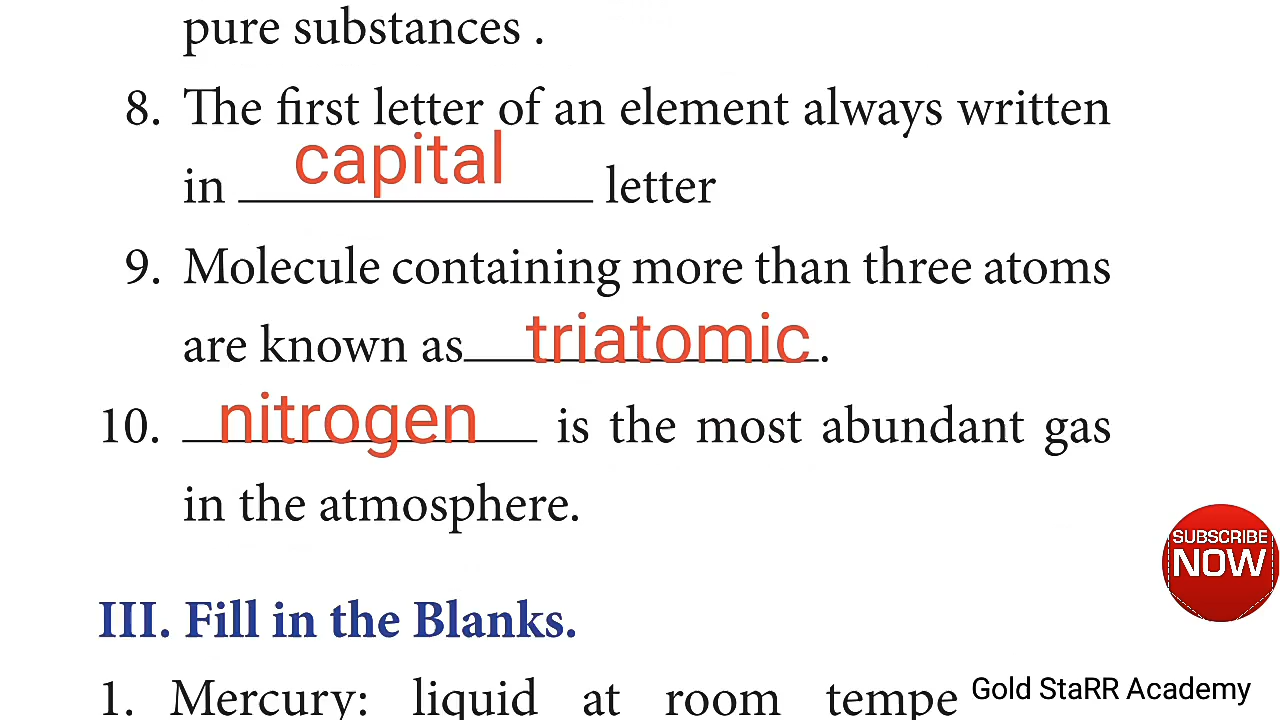 pure substances .
8. The first letter of an element always written
in capital letter
9. Molecule containing more than three atoms
are known as triatomic.
10. nitrogen is the most abundant gas
in the atmosphere.
III. Fill in the Blanks.
1. Mercury: liquid at room tempe
SUBSCRIBE
NOW
Gold StaRR Academy